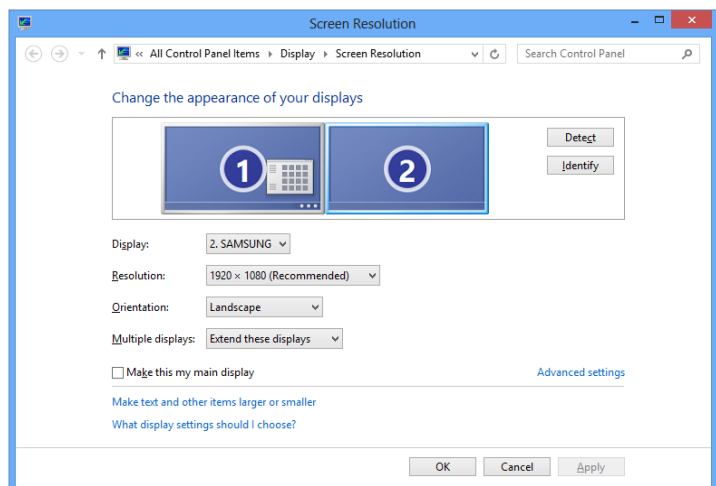 Screen Resolution
« All Control Panel Items Display Screen Resolution Search Control Panel
Change the appearance of your displays
1 2
Detect
Identify
Display: 2. SAMSUNG
Resolution: 1920 × 1080 (Recommended)
Orientation: Landscape
Multiple displays: Extend these displays
Make this my main display Advanced settings
Make text and other items larger or smaller
What display settings should I choose?
OK Cancel Apply